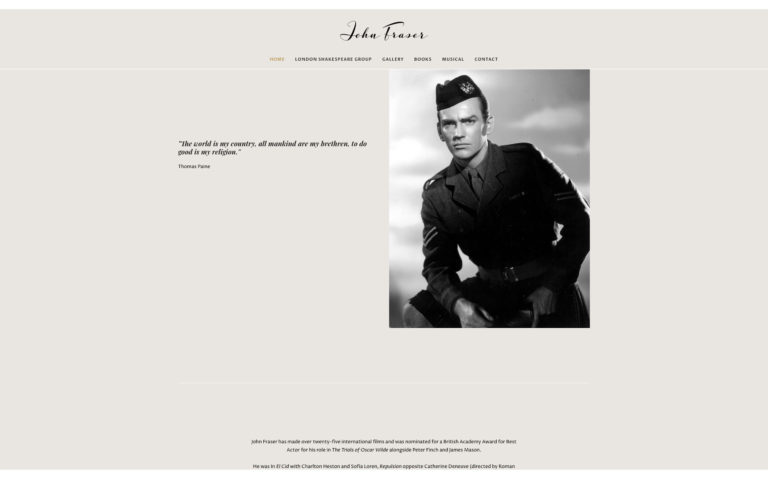 John Fraser
HOME LONDON SHAKESPEARE GROUP GALLERY BOOKS MUSICAL CONTACT
"The world is my country, all mankind are my brethren, to do
good is my religion."
Thomas Paine
John Fraser has made over twenty-five international films and was nominated for a British Academy Award for Best
Actor for his role in The Trials of Oscar Wilde alongside Peter Finch and James Mason.
He was in El Cid with Charlton Heston and Sofia Loren, Repulsion opposite Catherine Deneuve (directed by Roman